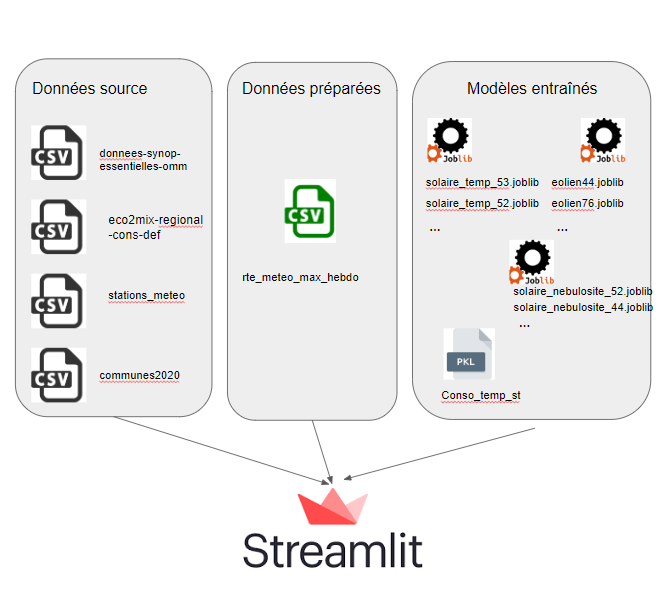 Données source
CSV
donnees-synop-
essentielles-omm
CSV
eco2mix-regional
-cons-def
CSV
stations_meteo
CSV
communes2020
Données préparées
CSV
rte_meteo_max_hebdo
Modèles entraînés
Joblib
solaire_temp_53.joblib
solaire_temp_52.joblib
...
Joblib
eolien44.joblib
eolien76.joblib
...
Joblib
solaire_nebulosite_52.joblib
solaire_nebulosite_44.joblib
...
PKL
Conso_temp_st
Streamlit